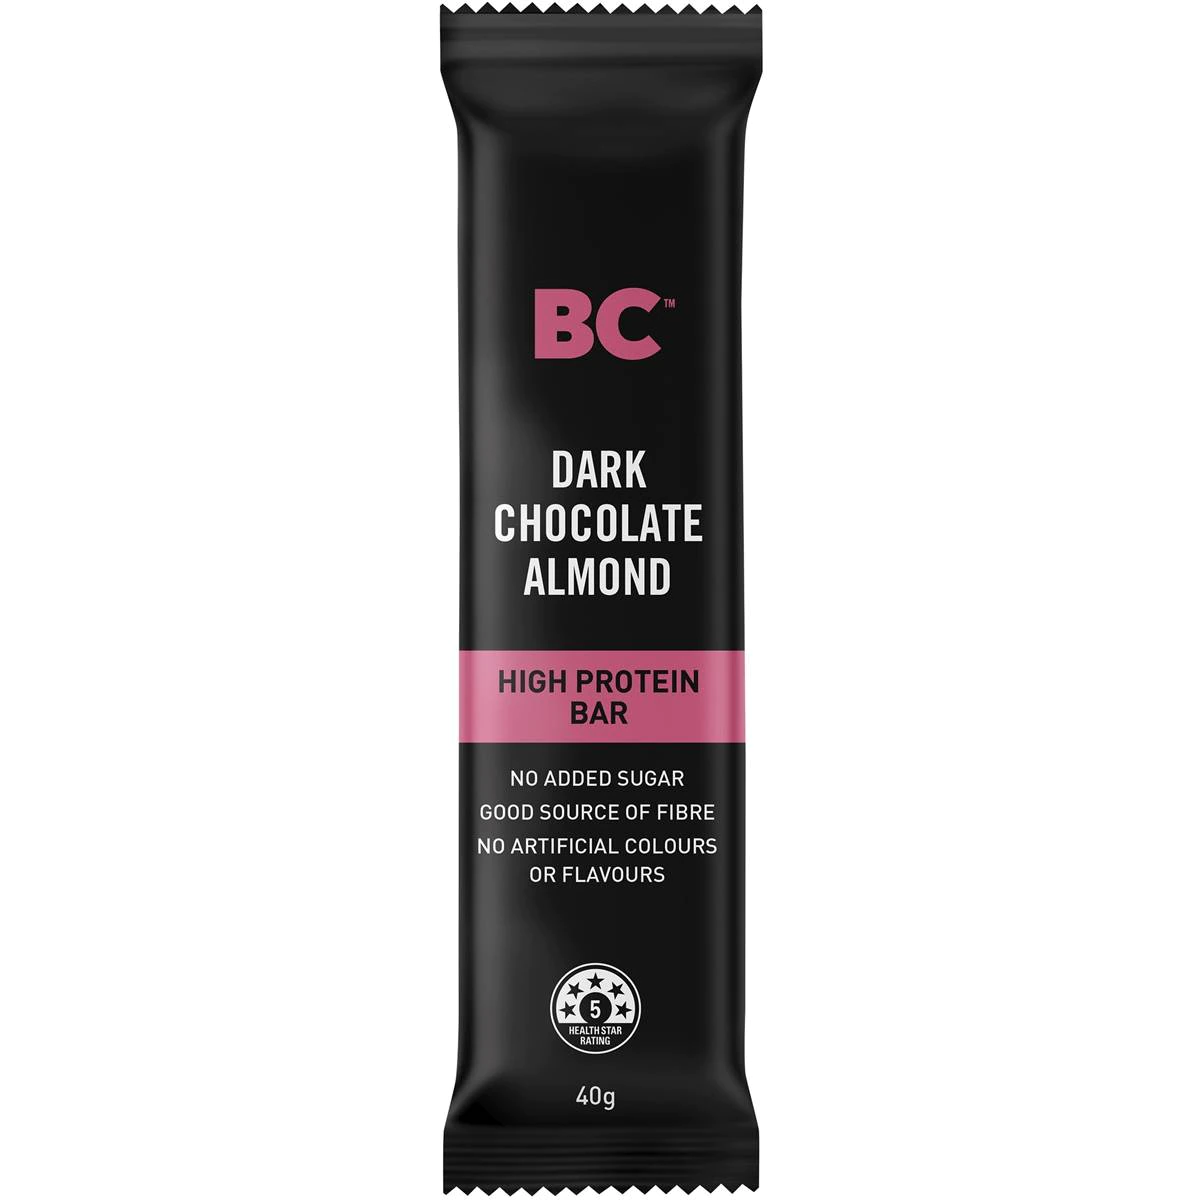 BC™
DARK
CHOCOLATE
ALMOND
HIGH PROTEIN
BAR
NO ADDED SUGAR
GOOD SOURCE OF FIBRE
NO ARTIFICIAL COLOURS
OR FLAVOURS
5
HEALTH STAR
RATING
40g